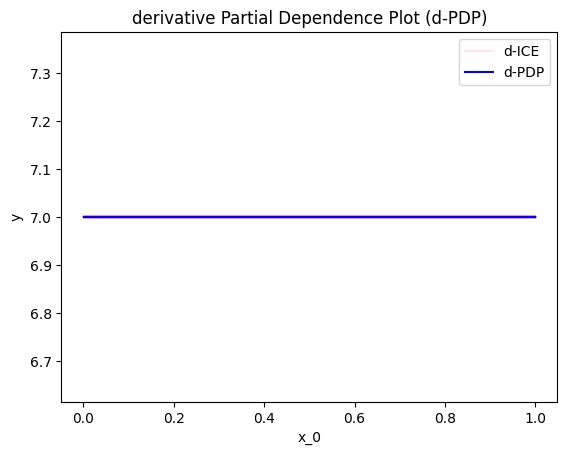 derivative Partial Dependence Plot (d-PDP)
d-ICE
d-PDP
7.3
7.2
7.1
7.0
6.9
6.8
6.7
y
0.0 0.2 0.4 0.6 0.8 1.0
x_0